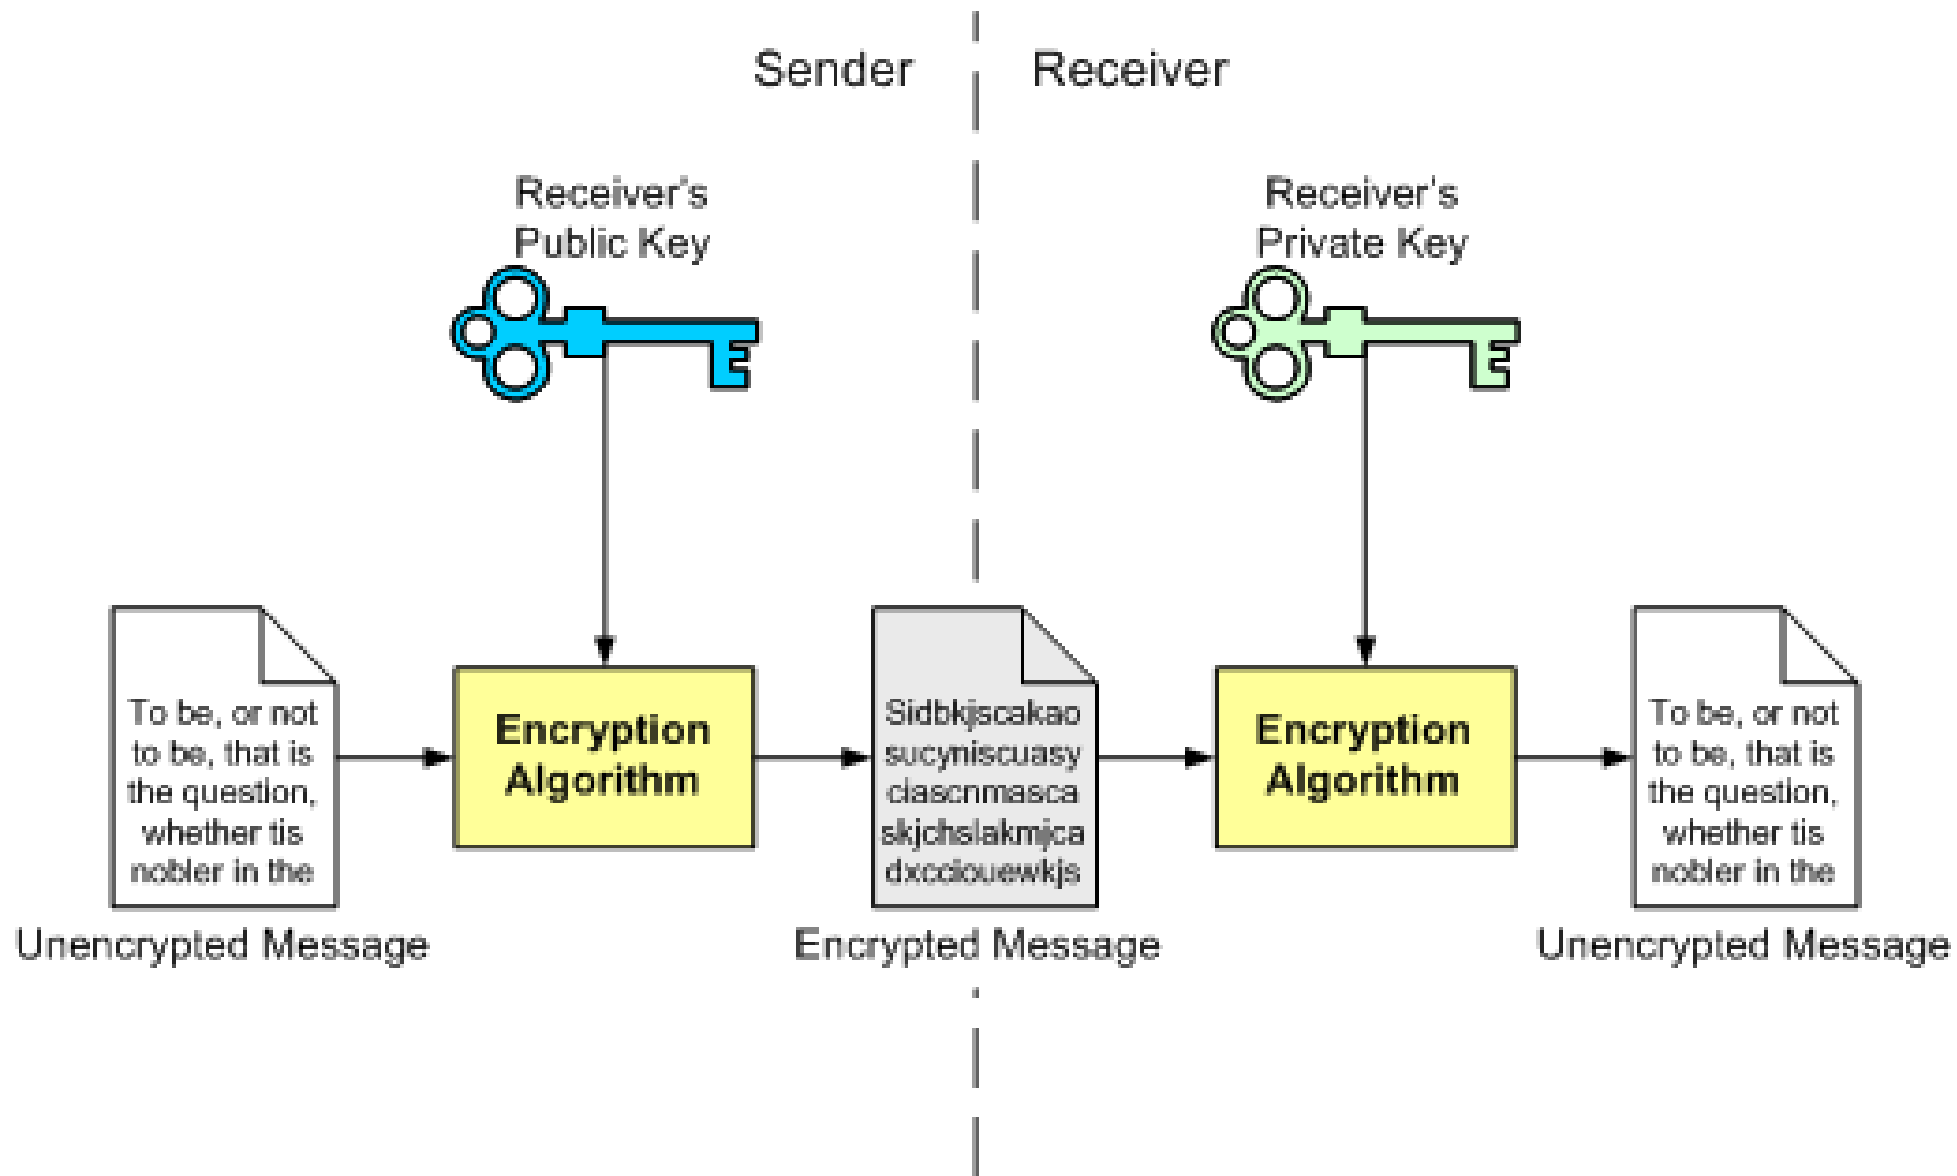 Sender
Receiver
Receiver's
Public Key
Receiver's
Private Key
To be, or not
to be, that is
the question,
whether tis
nobler in the
Unencrypted Message
Encryption
Algorithm
Sidbkjscakao
sucyniscuasy
clascnmasca
skjchslakmjca
dxcciouewkjs
Encrypted Message
Encryption
Algorithm
To be, or not
to be, that is
the question,
whether tis
nobler in the
Unencrypted Message